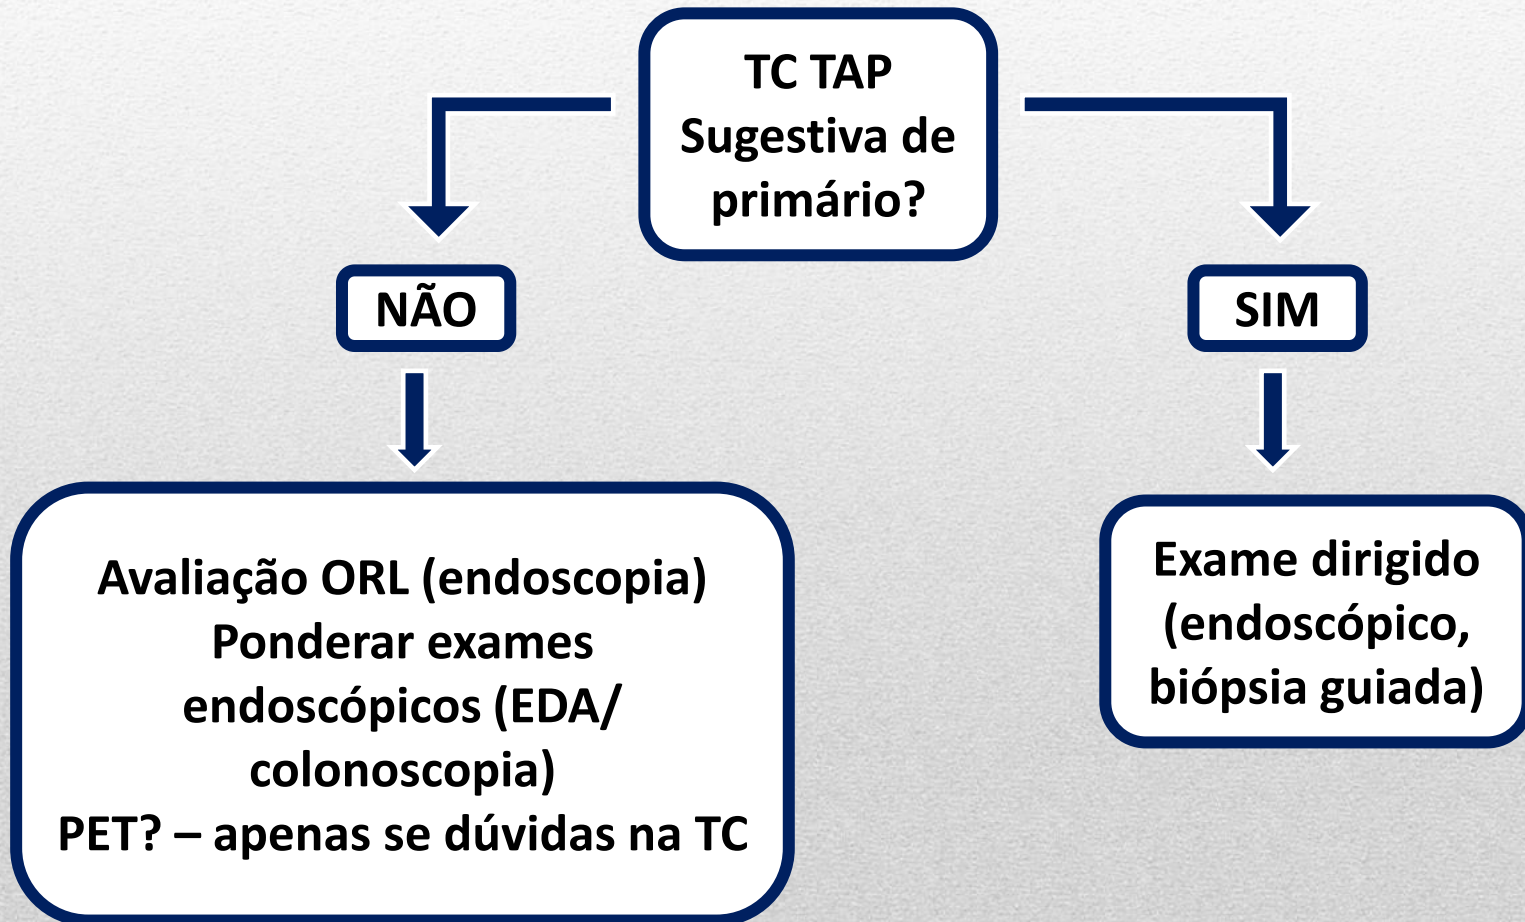 TC TAP
Sugestiva de
primário?
NÃO
SIM
Avaliação ORL (endoscopia)
Ponderar exames
endoscópicos (EDA/
colonoscopia)
PET? – apenas se dúvidas na TC
Exame dirigido
(endoscópico,
biópsia guiada)